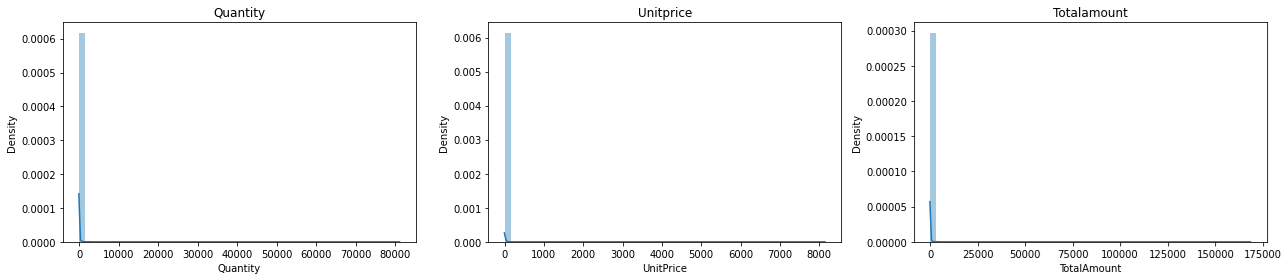 Quantity
0.0006
0.0005
0.0004
0.0003
0.0002
0.0001
0.0000
Density
0 10000 20000 30000 40000 50000 60000 70000 80000
Quantity
Unitprice
0.006
0.005
0.004
0.003
0.002
0.001
0.000
Density
0 1000 2000 3000 4000 5000 6000 7000 8000
UnitPrice
Totalamount
0.00030
0.00025
0.00020
0.00015
0.00010
0.00005
0.00000
Density
0 25000 50000 75000 100000 125000 150000 175000
TotalAmount